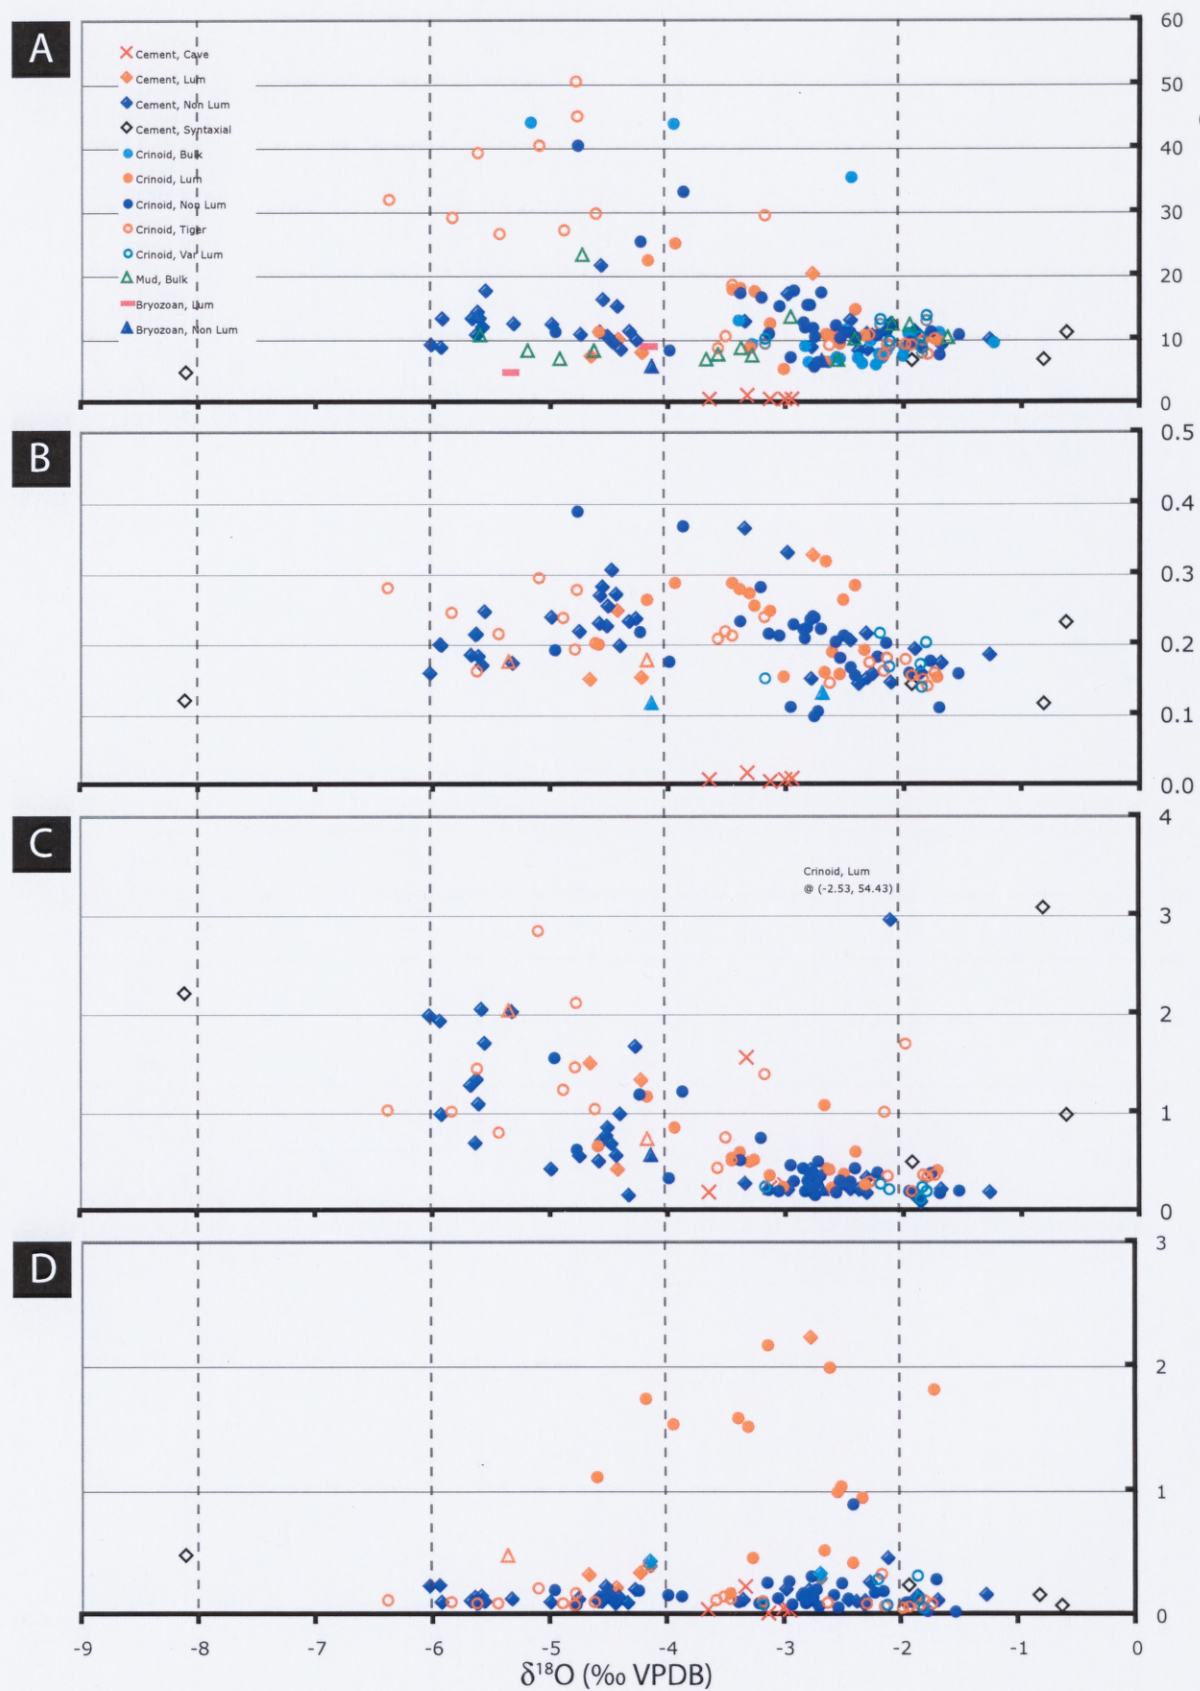 A
60
50
40
30
20
10
0
Cement, Cave
Cement, Lum
Cement, Non Lum
Cement, Syntaxial
Crinoid, Bulk
Crinoid, Lum
Crinoid, Non Lum
Crinoid, Tiger
Crinoid, Var Lum
Mud, Bulk
Bryozoan, Lum
Bryozoan, Non Lum
B
0.5
0.4
0.3
0.2
0.1
0.0
C
4
3
2
1
0
Crinoid, Lum
@ (-2.53, 54.43)
D
3
2
1
0
-9 -8 -7 -6 -5 -4 -3 -2 -1 0
δ¹⁸O (‰ VPDB)